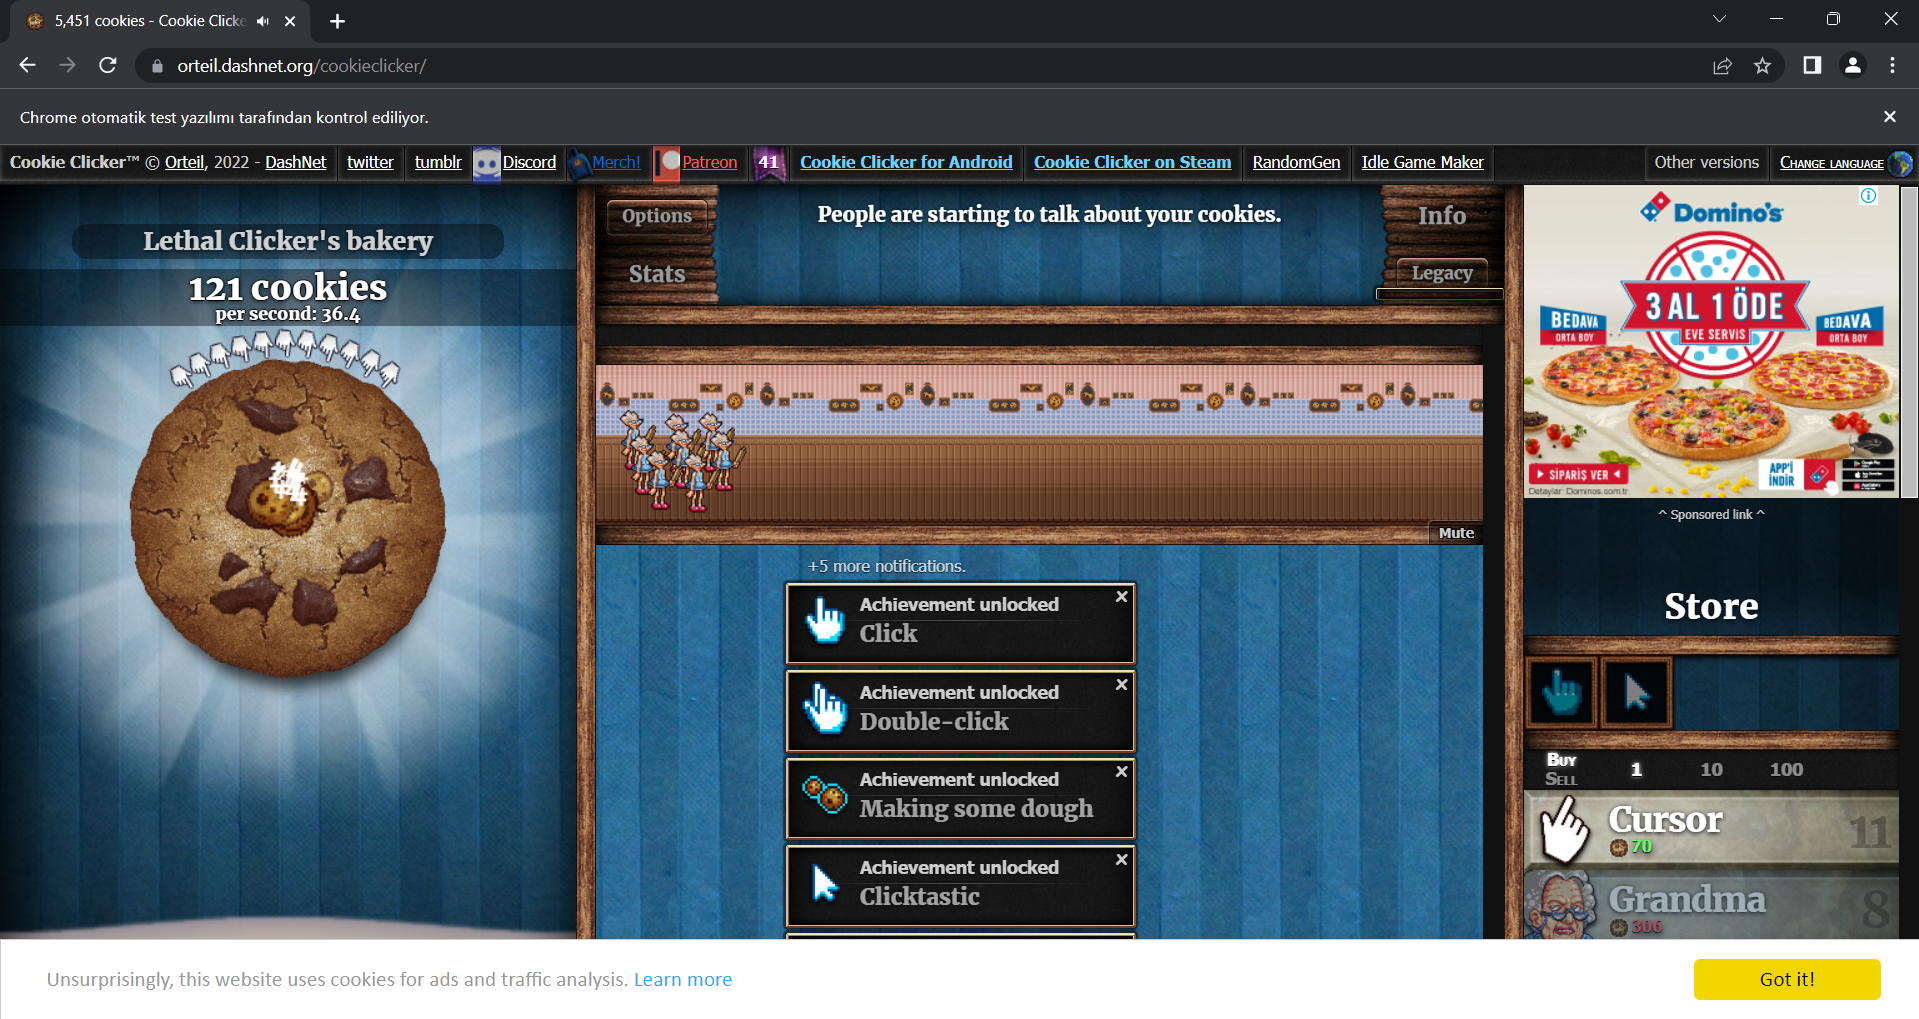 5,451 cookies - Cookie Clicke
orteil.dashnet.org/cookieclicker/
Chrome otomatik test yazılımı tarafından kontrol ediliyor.
Cookie Clicker™ © Orteil, 2022 - DashNet
twitter
tumblr
Discord
Merch!
Patreon
41
Cookie Clicker for Android
Cookie Clicker on Steam
RandomGen
Idle Game Maker
Other versions
Change language
Lethal Clicker's bakery
121 cookies
per second: 36.4
Options
Stats
People are starting to talk about your cookies.
Info
Legacy
Mute
+5 more notifications.
Achievement unlocked
Click
Achievement unlocked
Double-click
Achievement unlocked
Making some dough
Achievement unlocked
Clicktastic
Domino's
3 AL 1 ÖDE
EVE SERVİS
BEDAVA
ORTA BOY
BEDAVA
ORTA BOY
SİPARİŞ VER
APP'İ
İNDİR
Detaylar: Dominos.com.tr
^ Sponsored link ^
Store
Buy
Sell
1
10
100
Cursor
70
11
Grandma
306
8
Unsurprisingly, this website uses cookies for ads and traffic analysis. Learn more
Got it!